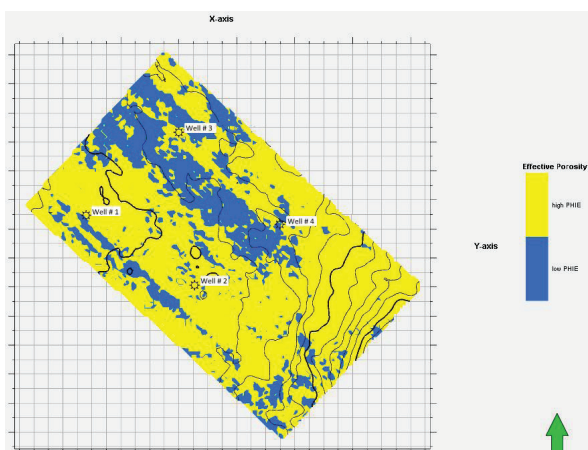 X-axis
Well # 3
Well # 1
Well # 4
Well # 2
Effective Porosity
high PHIE
Y-axis
low PHIE